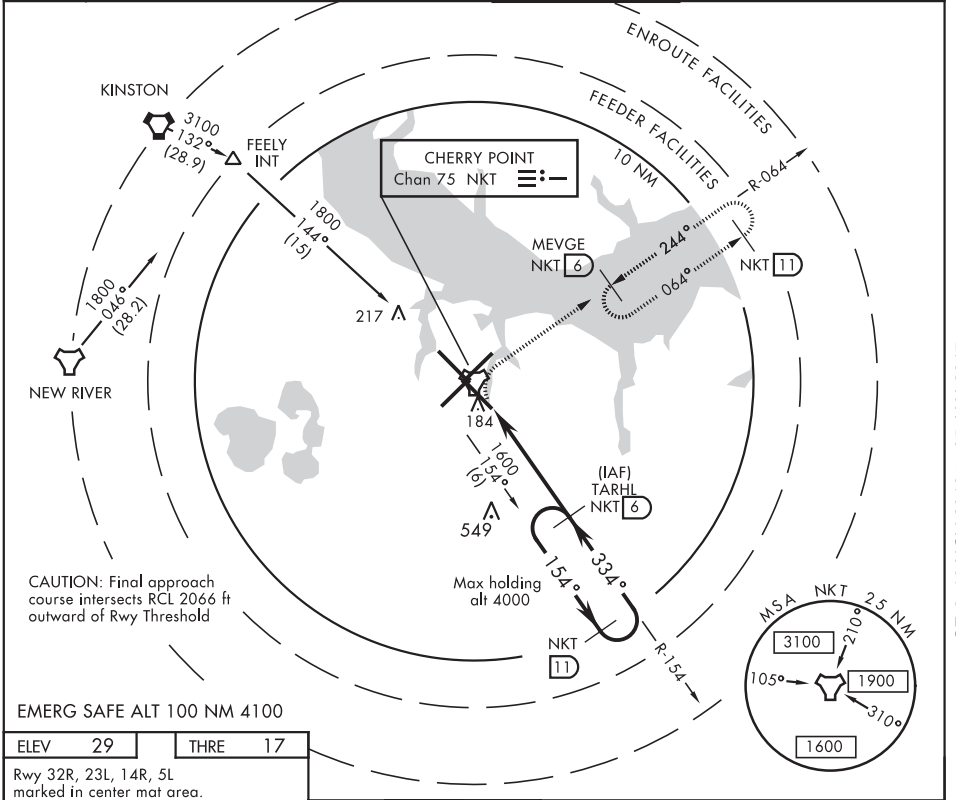 ENROUTE FACILITIES
FEEDER FACILITIES
10 NM
KINSTON
3100
132°
(28.9)
FEELY
INT
CHERRY POINT
Chan 75 NKT
R-064
1800
144°
(15)
MEVGE
NKT 6
244°
064°
NKT 11
1800
046°
(28.2)
NEW RIVER
217
184
1600
154°
(6)
(IAF)
TARHL
NKT 6
549
334°
154°
Max holding
alt 4000
NKT
11
R-154
CAUTION: Final approach
course intersects RCL 2066 ft
outward of Rwy Threshold
MSA NKT 25 NM
3100
210°
105°
1900
310°
1600
EMERG SAFE ALT 100 NM 4100
ELEV 29
THRE 17
Rwy 32R, 23L, 14R, 5L
marked in center mat area.